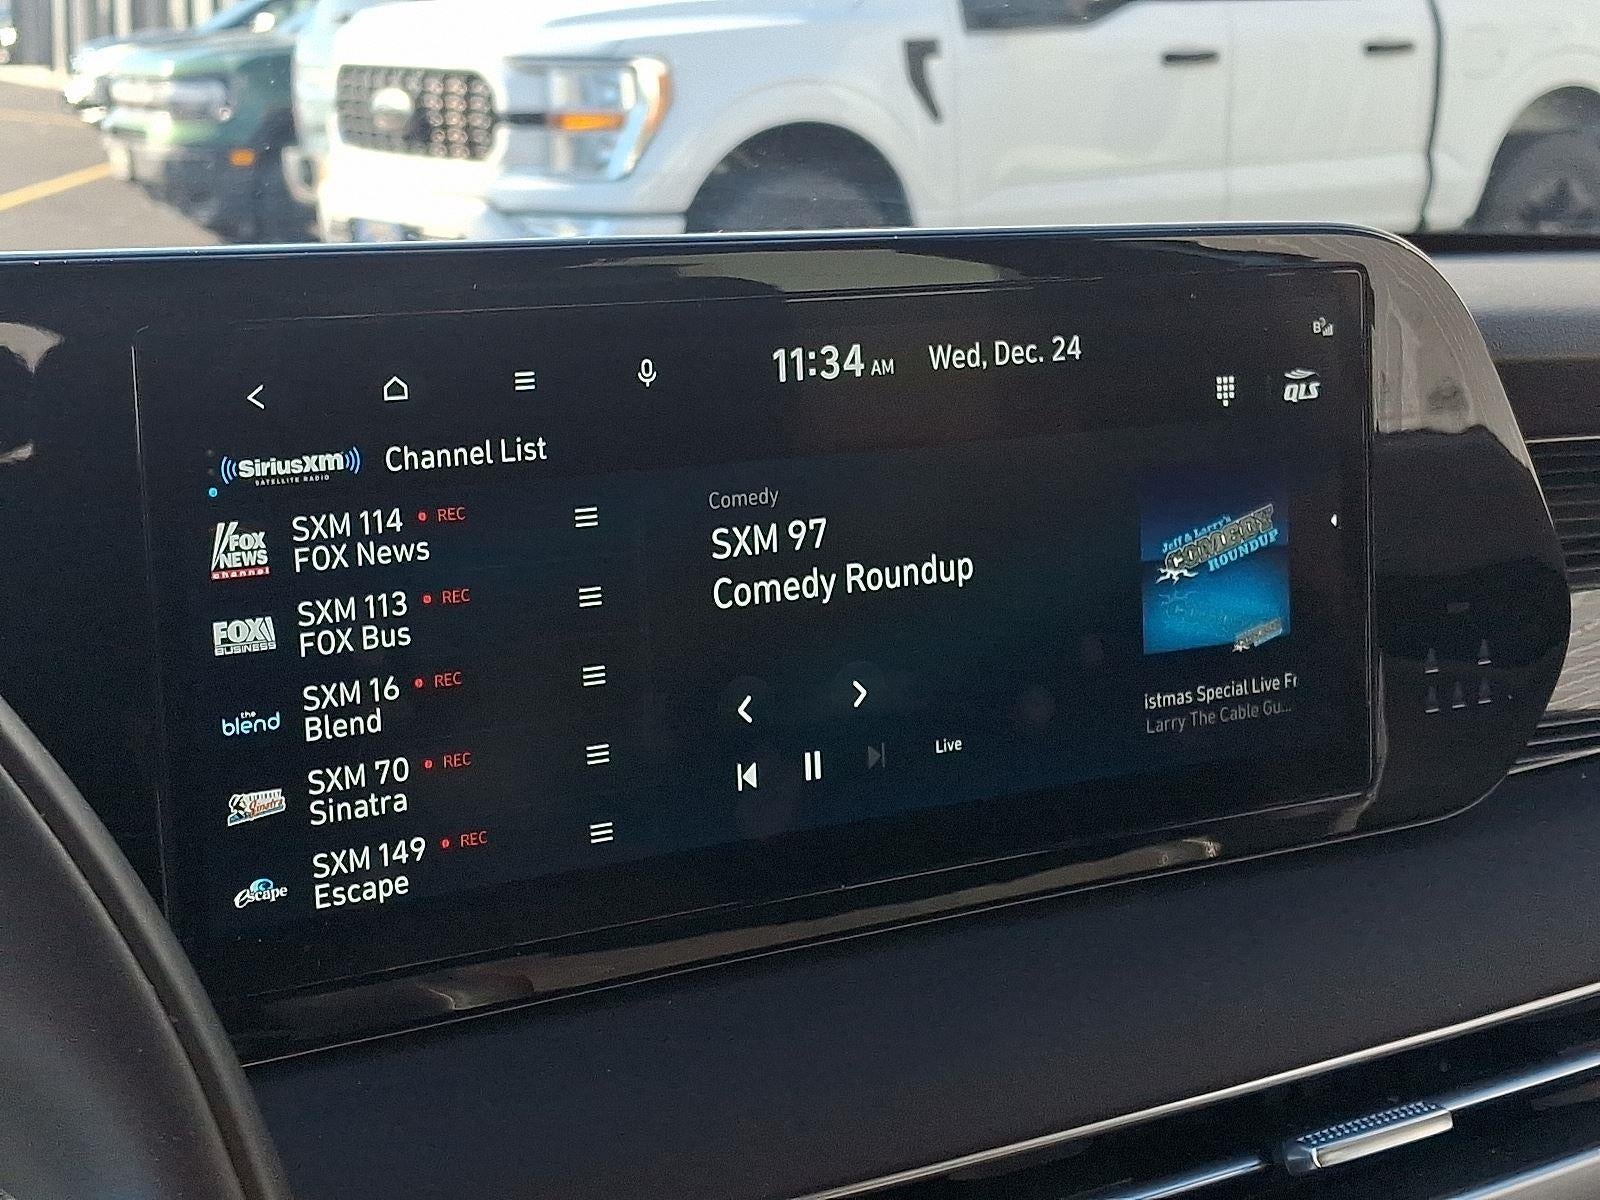 11:34 AM Wed, Dec. 24
B
QLS
((SiriusXM)) Channel List
SATELLITE RADIO
FOX NEWS channel
SXM 114 REC
FOX News
FOX BUSINESS
SXM 113 REC
FOX Bus
the blend
SXM 16 REC
Blend
Sinatra
SXM 70 REC
Sinatra
escape
SXM 149 REC
Escape
Comedy
SXM 97
Comedy Roundup
Live
Jeff & Larry's
COMEDY
ROUNDUP
istmas Special Live Fr
Larry The Cable Gu...